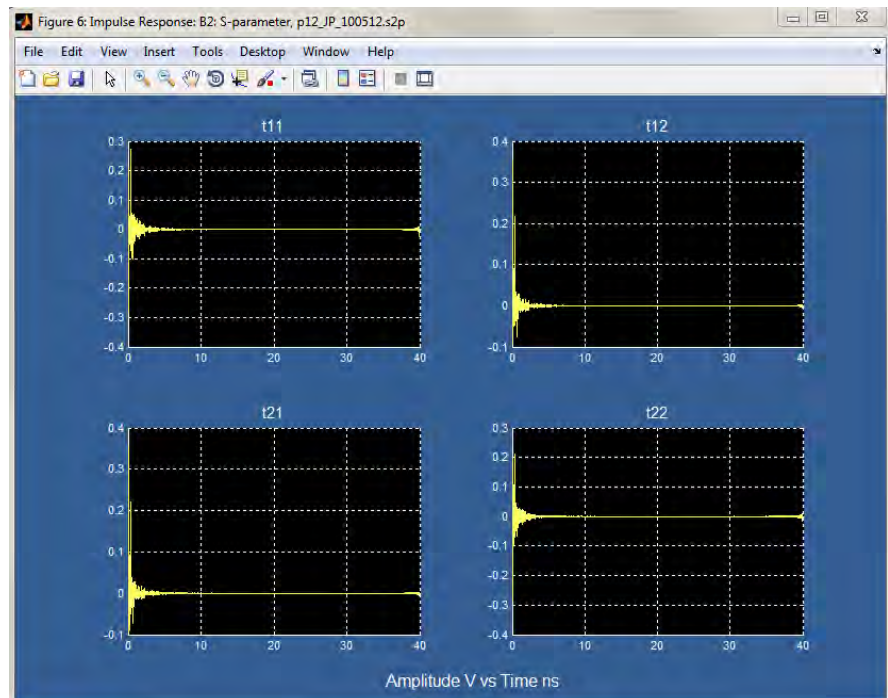 Figure 6: Impulse Response: B2: S-parameter, p12_JP_100512.s2p
File Edit View Insert Tools Desktop Window Help
t11
0.3
0.2
0.1
0
-0.1
-0.2
-0.3
-0.4
0 10 20 30 40
t12
0.4
0.3
0.2
0.1
0
-0.1
0 10 20 30 40
t21
0.4
0.3
0.2
0.1
0
-0.1
0 10 20 30 40
t22
0.3
0.2
0.1
0
-0.1
-0.2
-0.3
-0.4
0 10 20 30 40
Amplitude V vs Time ns